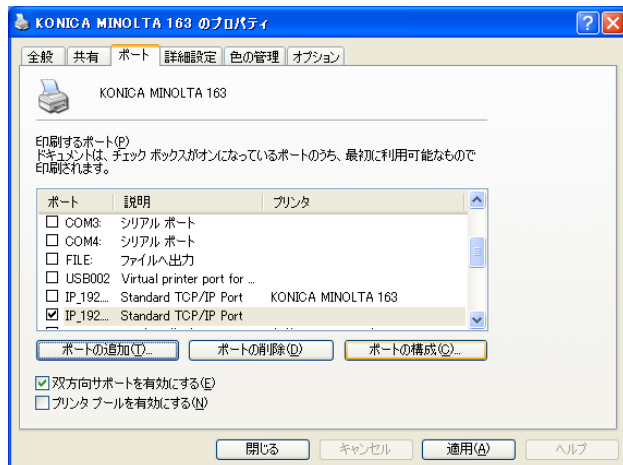 KONICA MINOLTA 163 のプロパティ
全般 共有 ポート 詳細設定 色の管理 オプション
KONICA MINOLTA 163
印刷するポート(P)
ドキュメントは、チェック ボックスがオンになっているポートのうち、最初に利用可能なもので
印刷されます。
ポート 説明 プリンタ
COM3: シリアル ポート
COM4: シリアル ポート
FILE: ファイルへ出力
USB002 Virtual printer port for ...
IP_192... Standard TCP/IP Port KONICA MINOLTA 163
IP_192... Standard TCP/IP Port
ポートの追加(T)... ポートの削除(D) ポートの構成(C)...
双方向サポートを有効にする(E)
プリンタ プールを有効にする(N)
閉じる キャンセル 適用(A) ヘルプ